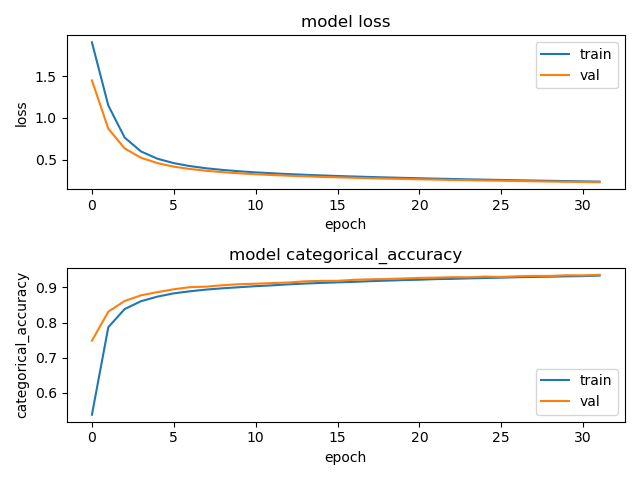 model loss
loss
1.5
1.0
0.5
train
val
0 5 10 15 20 25 30
epoch
model categorical_accuracy
categorical_accuracy
0.9
0.8
0.7
0.6
train
val
0 5 10 15 20 25 30
epoch